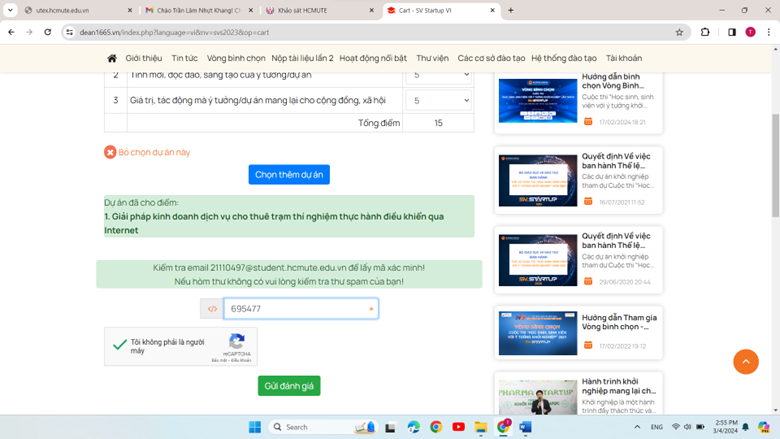 utex.hcmute.edu.vn
Chào Trần Lâm Nhựt Khang! C
Khảo sát HCMUTE
Cart - SV Startup VI
dean1665.vn/index.php?language=vi&nv=svs2023&op=cart
Giới thiệu Tin tức Vòng bình chọn Nộp tài liệu lần 2 Hoạt động nổi bật Thư viện Các cơ sở đào tạo Hệ thống đào tạo Tài khoản
2 Tính mới, độc đáo, sáng tạo của ý tưởng/dự án 5
3 Giá trị, tác động mà ý tưởng/dự án mang lại cho cộng đồng, xã hội 5
Tổng điểm 15
Bỏ chọn dự án này
Chọn thêm dự án
Dự án đã cho điểm:
1. Giải pháp kinh doanh dịch vụ cho thuê trạm thí nghiệm thực hành điều khiển qua
Internet
Kiểm tra email 21110497@student.hcmute.edu.vn để lấy mã xác minh!
Nếu hòm thư không có vui lòng kiểm tra thư spam của bạn!
695477
Tôi không phải là người
máy
reCAPTCHA
Bảo mật - Điều khoản
Gửi đánh giá
Hướng dẫn bình
chọn Vòng Bình...
Cuộc thi "Học sinh, sinh
viên với ý tưởng khởi...
17/02/2024 18:21
Quyết định Về việc
ban hành Thể lệ...
Các dự án khởi nghiệp
tham dự Cuộc thi "Học...
16/07/2021 11:52
Quyết định Về việc
ban hành Thể lệ...
Các dự án khởi nghiệp
tham dự Cuộc thi "Học...
29/06/2020 20:44
Hướng dẫn Tham gia
Vòng bình chọn -...
17/02/2022 19:12
Hành trình khởi
nghiệp mang lại ch...
Khởi nghiệp là một hành
trình đầy thách thức và...
VÒNG BÌNH CHỌN
SV.STARTUP
SV.STARTUP
VÒNG BÌNH CHỌN
PHARMA STARTUP
Search
ENG
2:55 PM
3/4/2024